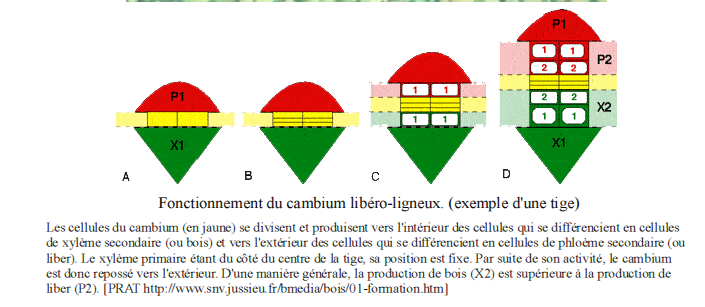 P1
X1
A
B
1 1
1 1
C
P1
1 1
2 2
P2
2 2
X2
1 1
X1
D
Fonctionnement du cambium libéro-ligneux. (exemple d'une tige)
Les cellules du cambium (en jaune) se divisent et produisent vers l'intérieur des cellules qui se différencient en cellules
de xylème secondaire (ou bois) et vers l'extérieur des cellules qui se différencient en cellules de phloème secondaire (ou
liber). Le xylème primaire étant du côté du centre de la tige, sa position est fixe. Par suite de son activité, le cambium
est donc repossé vers l'extérieur. D'une manière générale, la production de bois (X2) est supérieure à la production de
liber (P2). [PRAT http://www.snv.jussieu.fr/bmedia/bois/01-formation.htm]